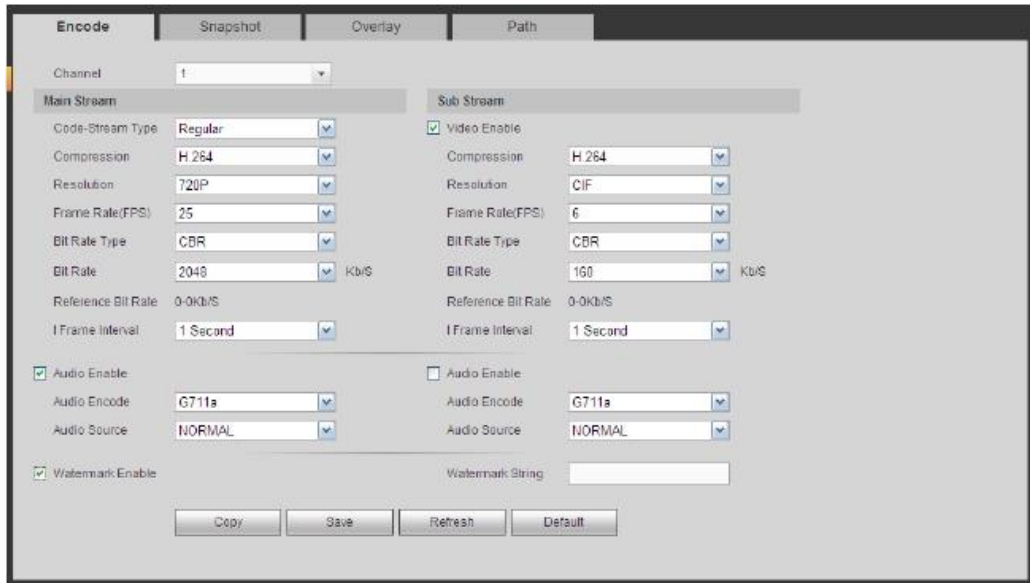 Encode Snapshot Overlay Path
Channel 1
Main Stream Sub Stream
Code-Stream Type Regular Video Enable
Compression H.264 Compression H.264
Resolution 720P Resolution CIF
Frame Rate(FPS) 25 Frame Rate(FPS) 6
Bit Rate Type CBR Bit Rate Type CBR
Bit Rate 2048 Kb/S Bit Rate 160 Kb/S
Reference Bit Rate 0-0Kb/S Reference Bit Rate 0-0Kb/S
I Frame Interval 1 Second I Frame Interval 1 Second
Audio Enable Audio Enable
Audio Encode G711a Audio Encode G711a
Audio Source NORMAL Audio Source NORMAL
Watermark Enable Watermark String
Copy Save Refresh Default